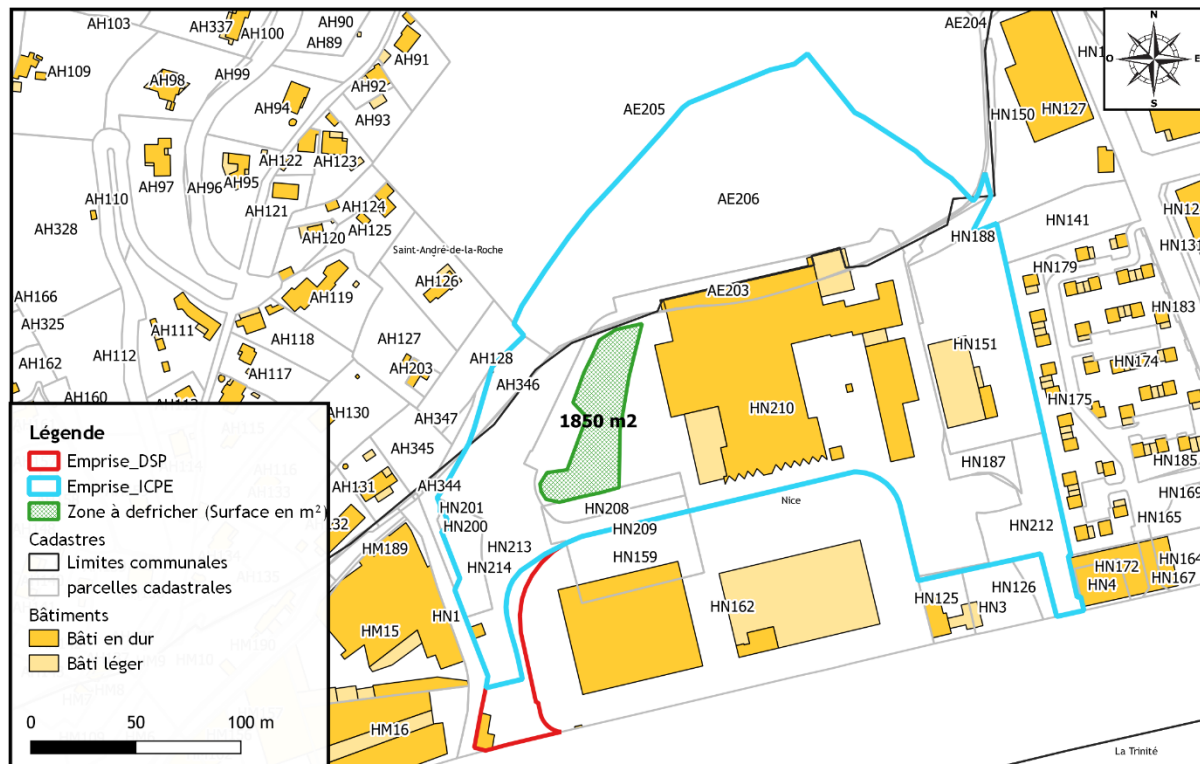 AH103
AH337
AH100
AH90
AH89
AH91
AE204
HN1
N
O
E
S
AH109
AH98
AH99
AH92
AH94
AH93
AE205
HN150
HN127
AH122
AH123
AH97
AH96
AH95
AH121
AH110
AE206
AH124
AH125
HN12
HN141
AH328
AH120
HN188
HN131
Saint-André-de-la-Roche
HN179
AH126
AH166
AH119
AE203
HN183
AH325
AH111
AH118
AH127
HN151
AH162
AH112
AH128
HN174
AH117
AH203
AH346
AH160
HN175
HN210
AH130
AH347
1850 m2
AH345
HN187
HN185
AH131
AH344
Nice
HN169
HN201
HN208
HN165
HN200
HN209
HN212
HM189
HN213
HN159
HN164
HN214
HN172
HN4
HN167
HN162
HN126
HN125
HN3
HN1
HM15
HM16
La Trinité
Légende
Emprise_DSP
Emprise_ICPE
Zone à defricher (Surface en m²)
Cadastres
Limites communales
parcelles cadastrales
Bâtiments
Bâti en dur
Bâti léger
0 50 100 m